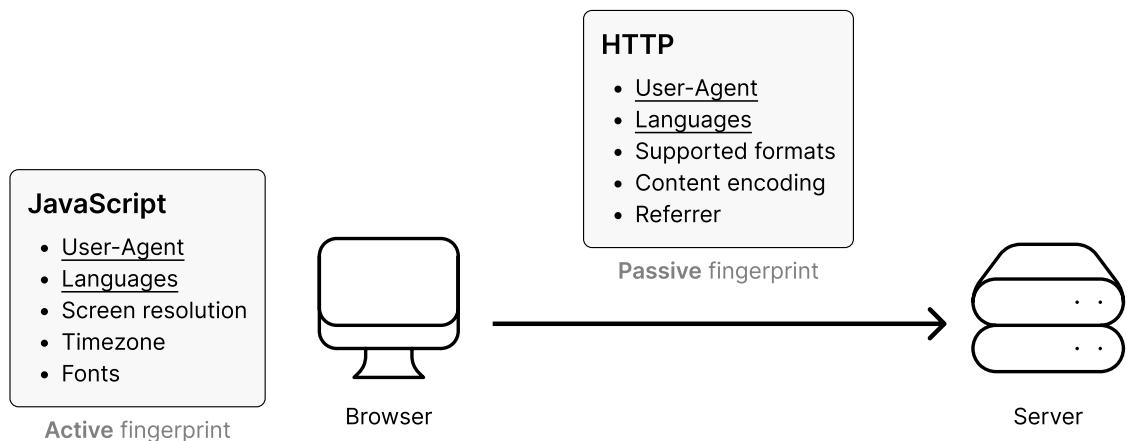 HTTP
• User-Agent
• Languages
• Supported formats
• Content encoding
• Referrer
Passive fingerprint
JavaScript
• User-Agent
• Languages
• Screen resolution
• Timezone
• Fonts
Active fingerprint
Browser
Server